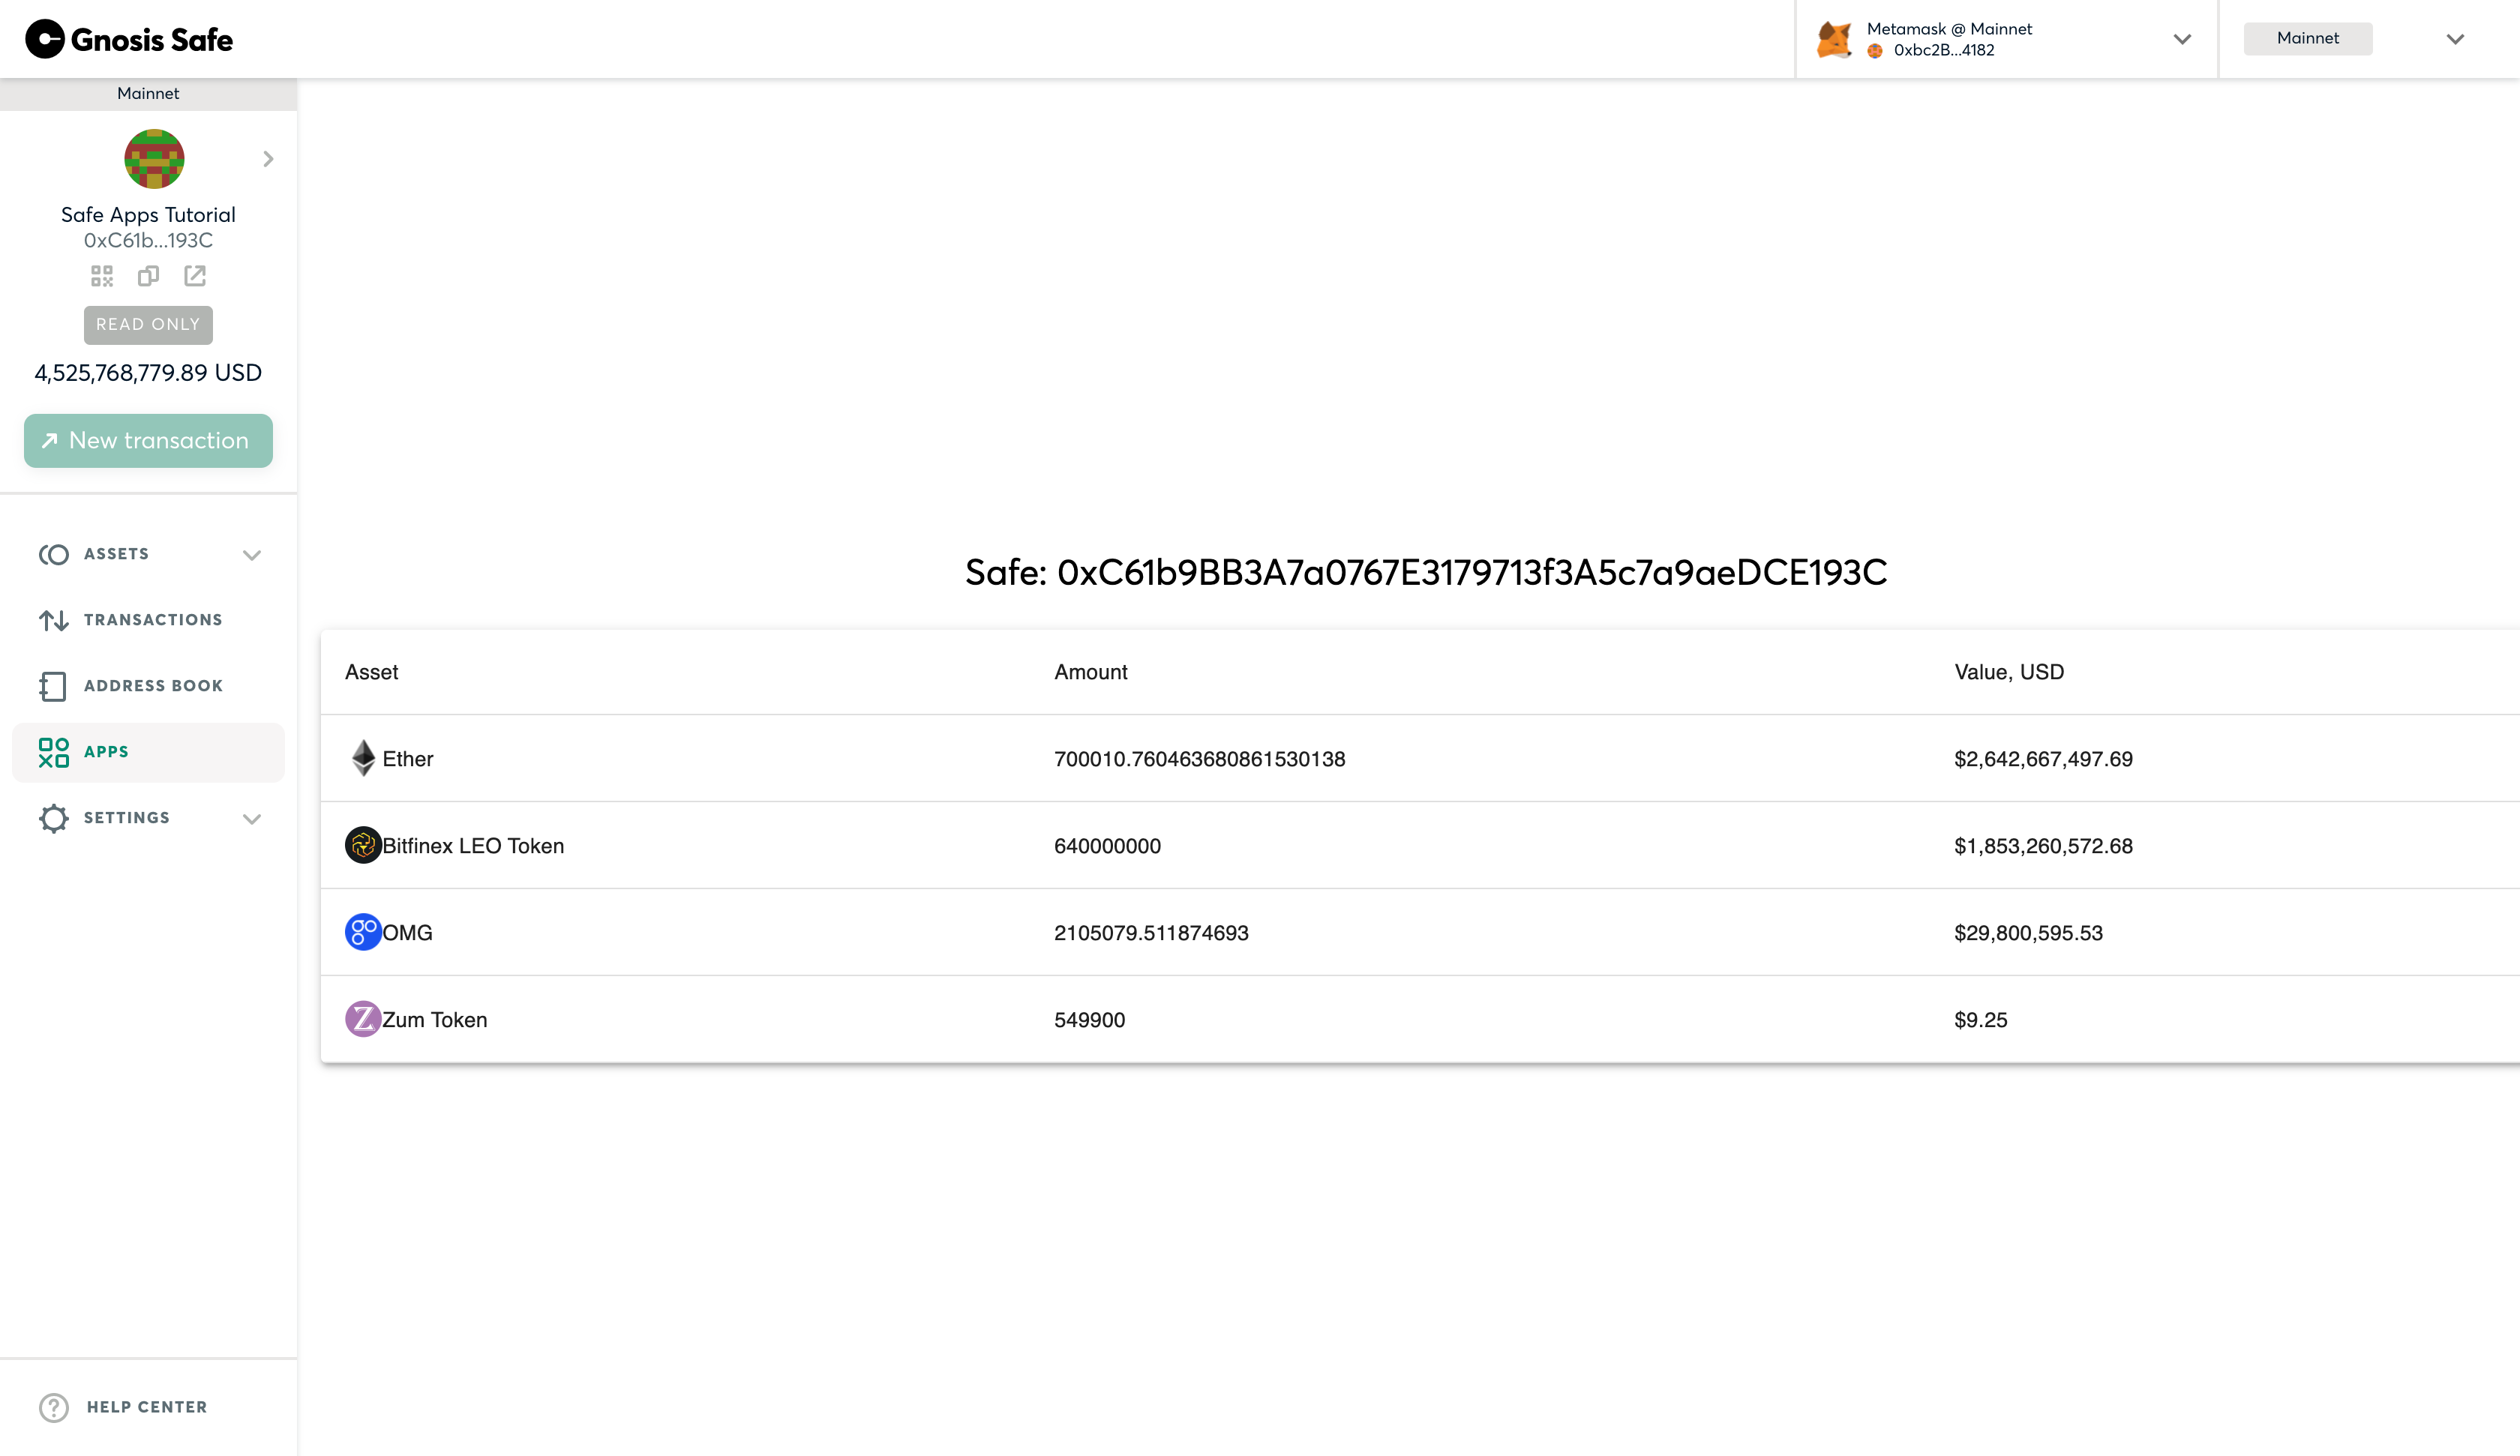 Gnosis Safe
Metamask @ Mainnet
0xbc2B...4182
Mainnet
Mainnet
Safe Apps Tutorial
0xC61b...193C
READ ONLY
4,525,768,779.89 USD
New transaction
ASSETS
TRANSACTIONS
ADDRESS BOOK
APPS
SETTINGS
HELP CENTER
Safe: 0xC61b9BB3A7a0767E3179713f3A5c7a9aeDCE193C
Asset Amount Value, USD
Ether 700010.760463680861530138 $2,642,667,497.69
Bitfinex LEO Token 640000000 $1,853,260,572.68
OMG 2105079.511874693 $29,800,595.53
Zum Token 549900 $9.25